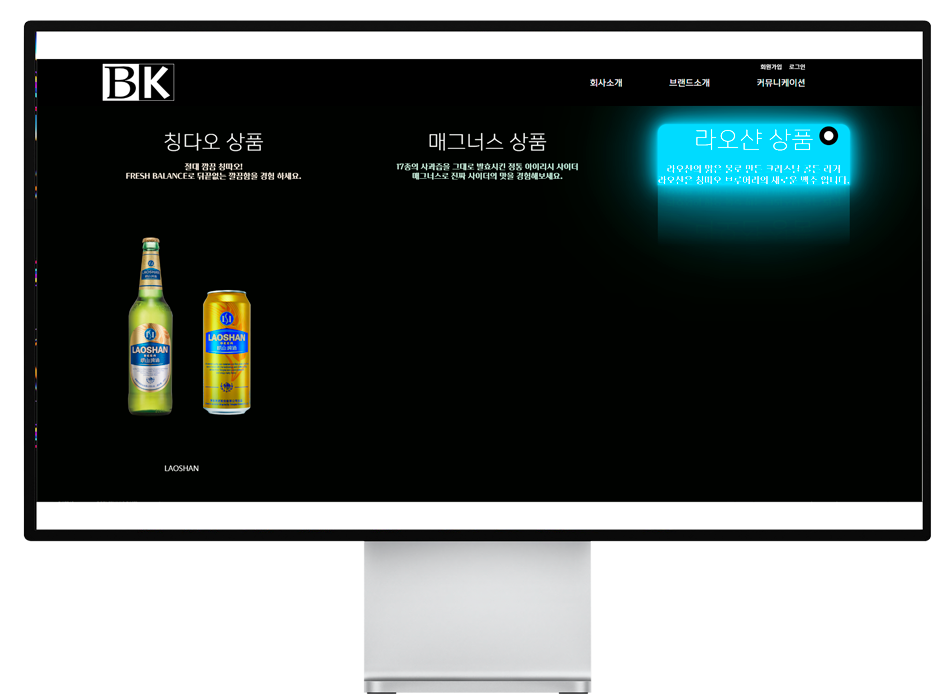 BK
회원가입 로그인
회사소개 브랜드소개 커뮤니케이션
칭다오 상품
절대 깔끔 칭따오!
FRESH BALANCE로 뒤끝없는 깔끔함을 경험 하세요.
매그너스 상품
17종의 사과즙을 그대로 발효시킨 정통 아이리시 사이더
매그너스로 진짜 사이더의 맛을 경험해보세요.
라오샨 상품
라오샨의 맑은 물로 만든 크리스탈 골든 라거
라오샨은 칭따오 브루어리의 새로운 맥주 입니다.
LAOSHAN
LAOSHAN
LAOSHAN